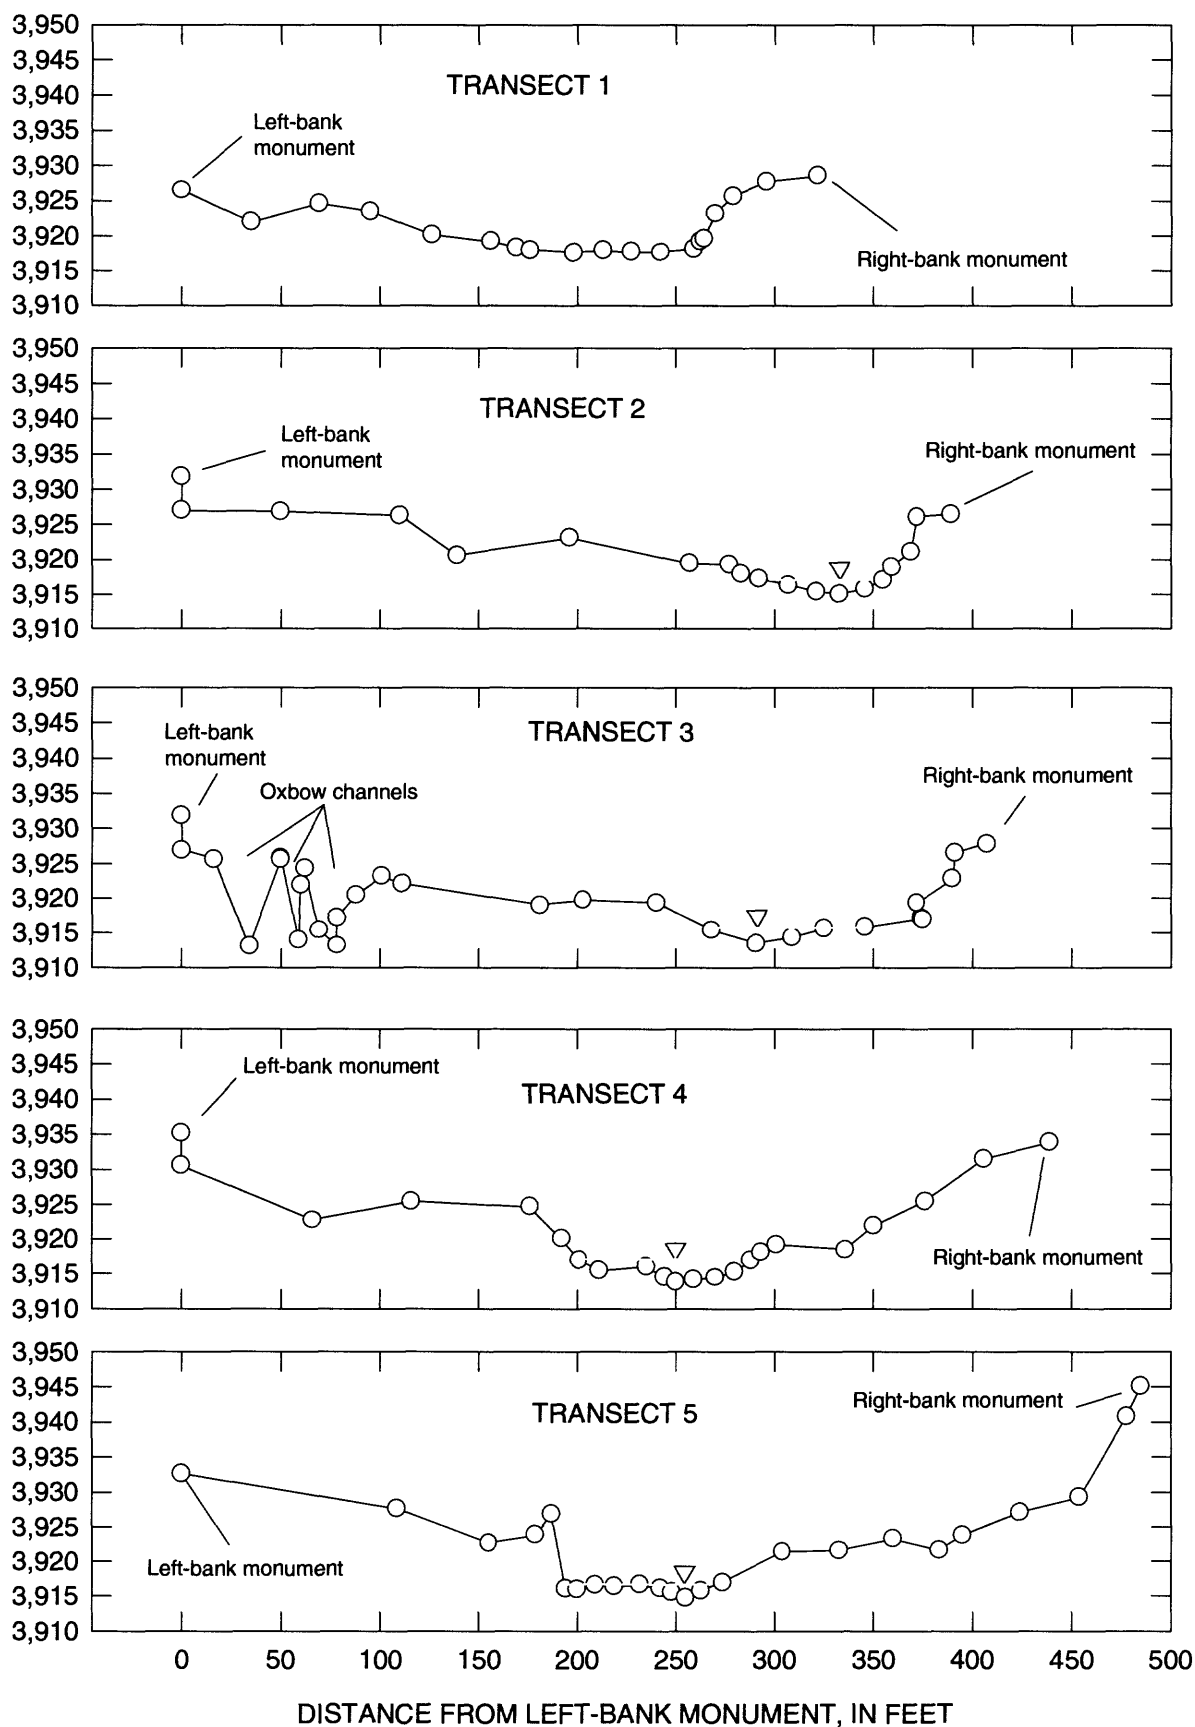 3,950
3,945
TRANSECT 1
3,940
Left-bank
monument
3,935
3,930
3,925
3,920
Right-bank monument
3,915
3,910
3,950
3,945
TRANSECT 2
3,940
Left-bank
monument
Right-bank monument
3,935
3,930
3,925
3,920
3,915
3,910
3,950
3,945
TRANSECT 3
Left-bank
monument
3,940
Right-bank monument
Oxbow channels
3,935
3,930
3,925
3,920
3,915
3,910
3,950
3,945
Left-bank monument
TRANSECT 4
3,940
3,935
3,930
3,925
3,920
Right-bank monument
3,915
3,910
3,950
3,945
Right-bank monument
TRANSECT 5
3,940
3,935
3,930
3,925
3,920
Left-bank monument
3,915
3,910
0 50 100 150 200 250 300 350 400 450 500
DISTANCE FROM LEFT-BANK MONUMENT, IN FEET